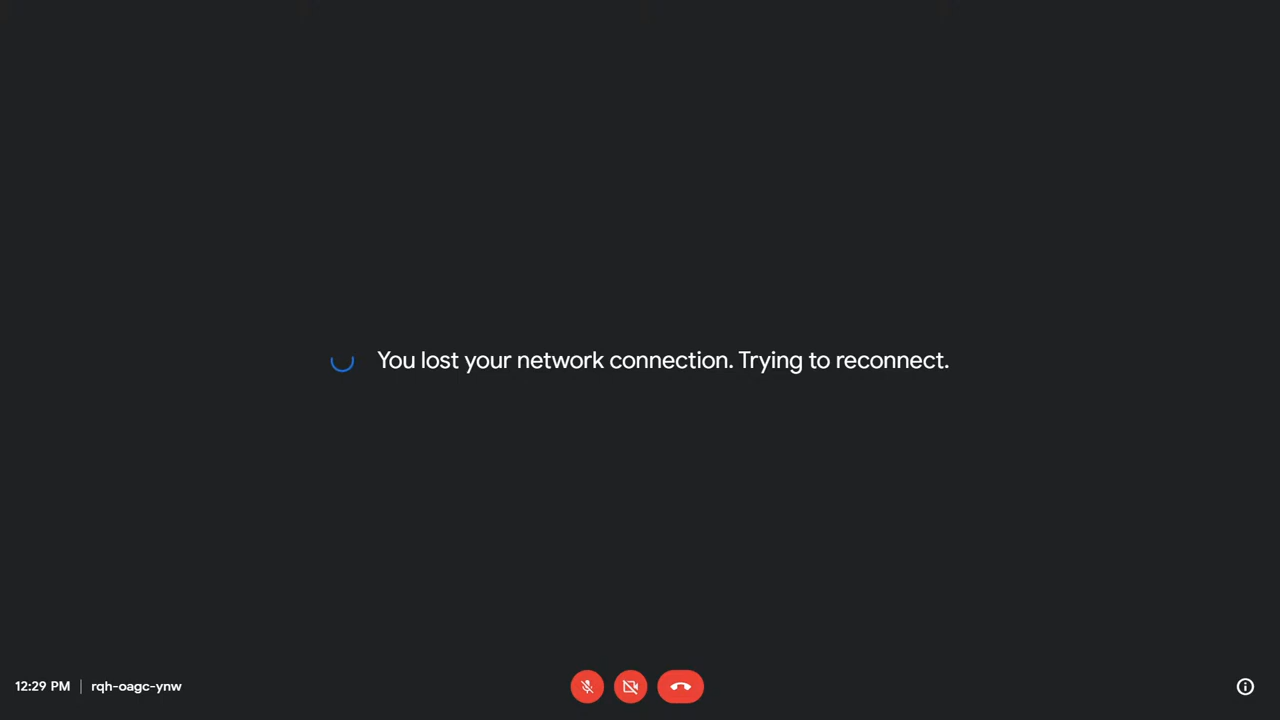 You lost your network connection. Trying to reconnect.
12:29 PM | rqh-oagc-ynw